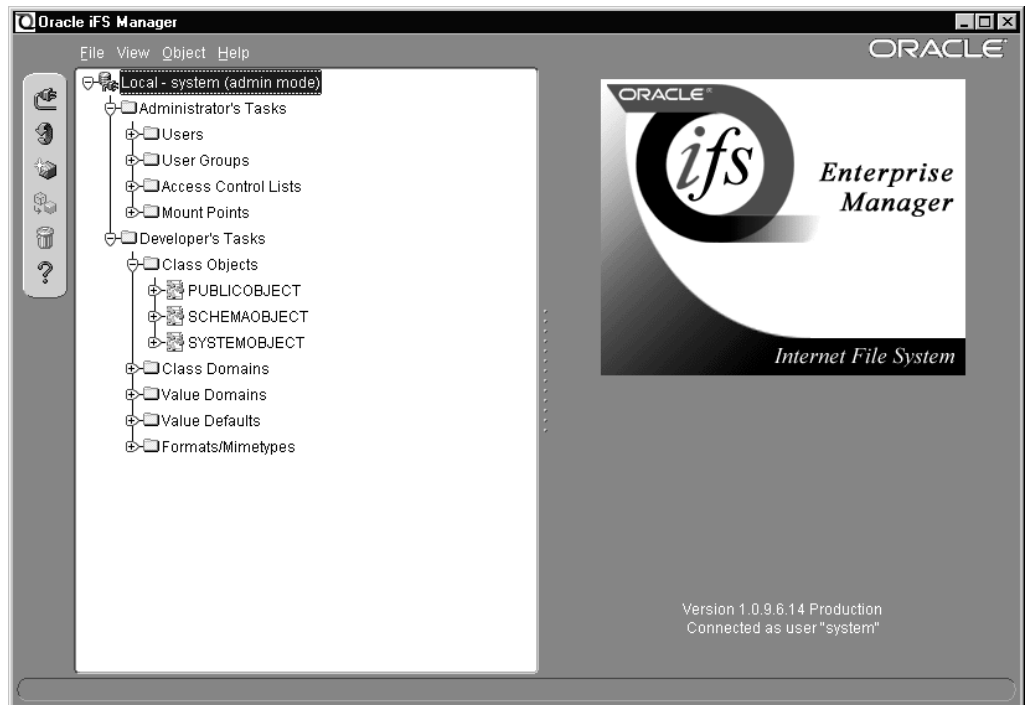 Oracle iFS Manager
File View Object Help
ORACLE
Local - system (admin mode)
Administrator's Tasks
Users
User Groups
Access Control Lists
Mount Points
Developer's Tasks
Class Objects
PUBLICOBJECT
SCHEMAOBJECT
SYSTEMOBJECT
Class Domains
Value Domains
Value Defaults
Formats/Mimetypes
ORACLE®
ifs
Enterprise
Manager
Internet File System
Version 1.0.9.6.14 Production
Connected as user "system"